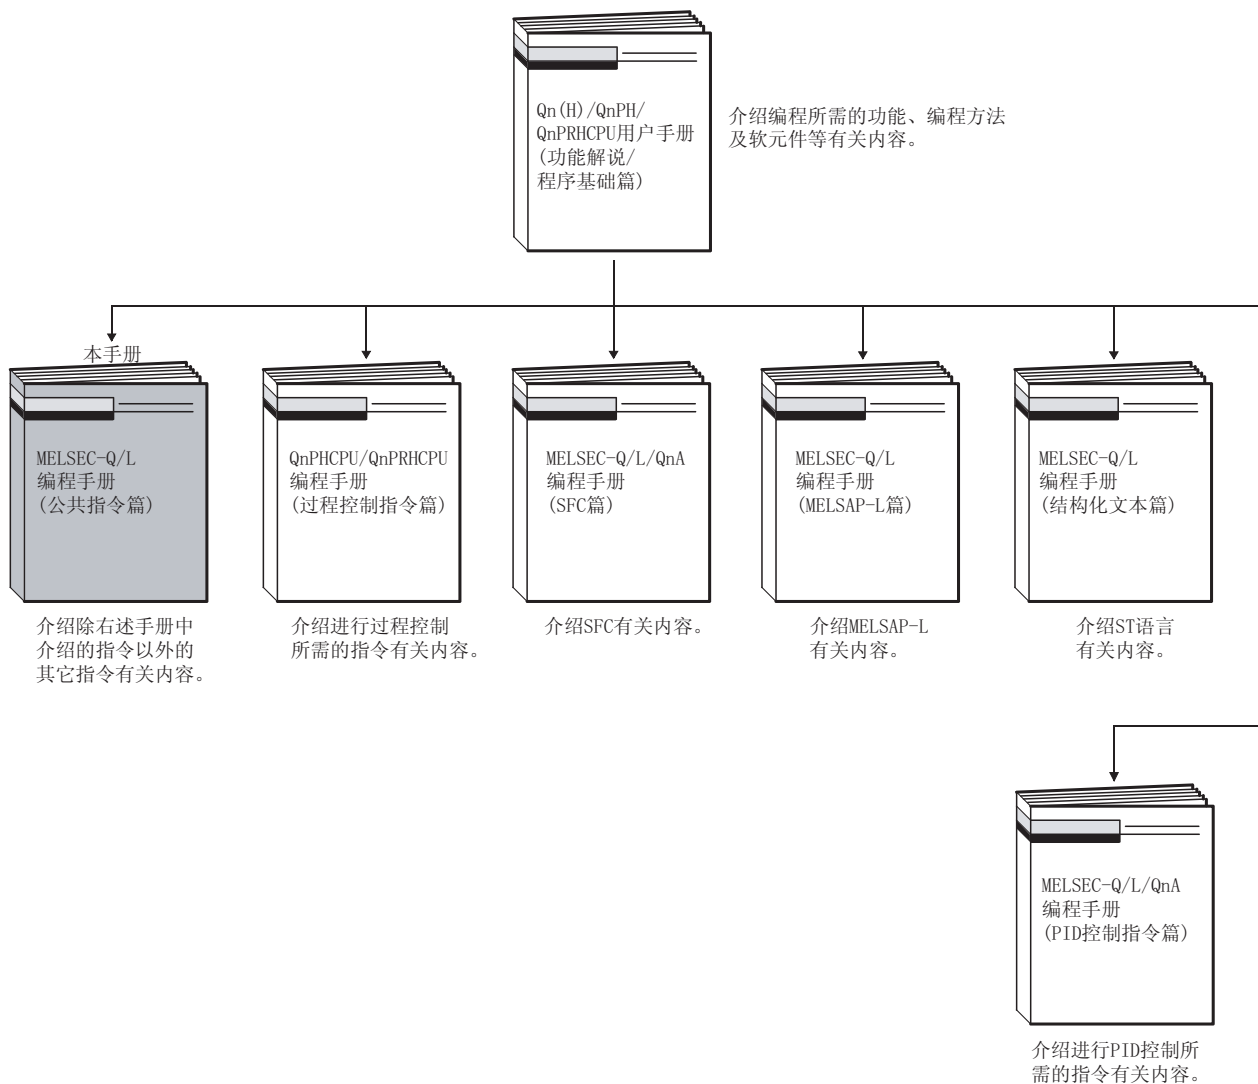 Qn(H)/QnPH/
QnPRHCPU用户手册
(功能解说/
程序基础篇)
介绍编程所需的功能、编程方法
及软元件等有关内容。
本手册
MELSEC-Q/L
编程手册
(公共指令篇)
QnPHCPU/QnPRHCPU
编程手册
(过程控制指令篇)
MELSEC-Q/L/QnA
编程手册
(SFC篇)
MELSEC-Q/L
编程手册
(MELSAP-L篇)
MELSEC-Q/L
编程手册
(结构化文本篇)
介绍除右述手册中
介绍的指令以外的
其它指令有关内容。
介绍进行过程控制
所需的指令有关内容。
介绍SFC有关内容。
介绍MELSAP-L
有关内容。
介绍ST语言
有关内容。
MELSEC-Q/L/QnA
编程手册
(PID控制指令篇)
介绍进行PID控制所
需的指令有关内容。